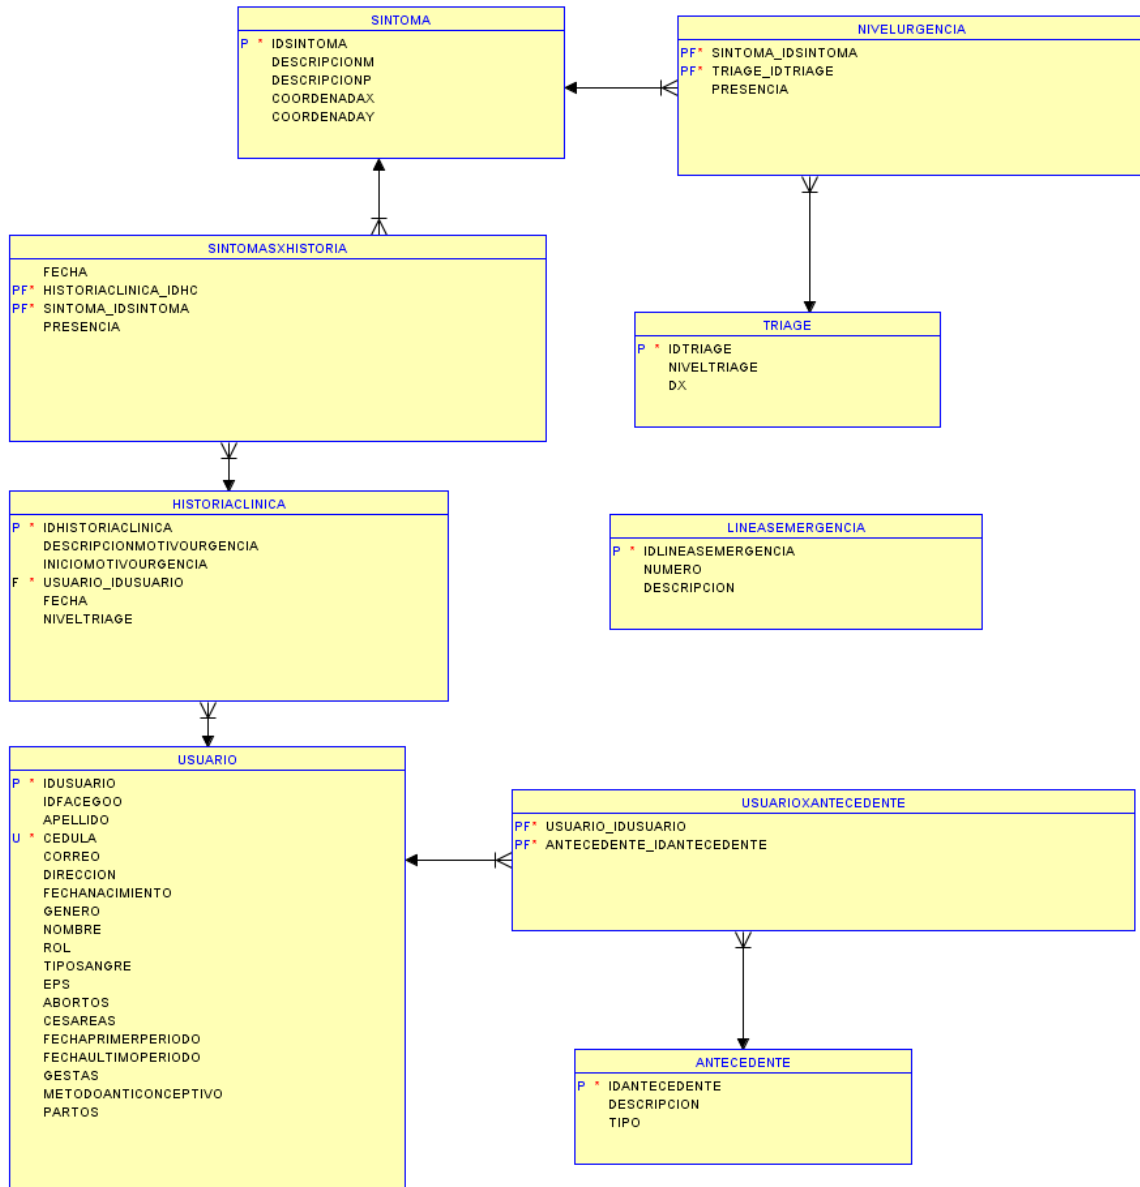 SINTOMA
P * IDSINTOMA
DESCRIPCIONM
DESCRIPCIONP
COORDENADAX
COORDENADAY
NIVELURGENCIA
PF* SINTOMA_IDSINTOMA
PF* TRIAGE_IDTRIAGE
PRESENCIA
SINTOMASXHISTORIA
FECHA
PF* HISTORIACLINICA_IDHC
PF* SINTOMA_IDSINTOMA
PRESENCIA
TRIAGE
P * IDTRIAGE
NIVELTRIAGE
DX
HISTORIACLINICA
P * IDHISTORIACLINICA
DESCRIPCIONMOTIVOURGENCIA
INICIOMOTIVOURGENCIA
F * USUARIO_IDUSUARIO
FECHA
NIVELTRIAGE
LINEASEMERGENCIA
P * IDLINEASEMERGENCIA
NUMERO
DESCRIPCION
USUARIO
P * IDUSUARIO
IDFACEGOO
APELLIDO
U * CEDULA
CORREO
DIRECCION
FECHANACIMIENTO
GENERO
NOMBRE
ROL
TIPOSANGRE
EPS
ABORTOS
CESAREAS
FECHAPRIMERPERIODO
FECHAULTIMOPERIODO
GESTAS
METODOANTICONCEPTIVO
PARTOS
USUARIOXANTECEDENTE
PF* USUARIO_IDUSUARIO
PF* ANTECEDENTE_IDANTECEDENTE
ANTECEDENTE
P * IDANTECEDENTE
DESCRIPCION
TIPO